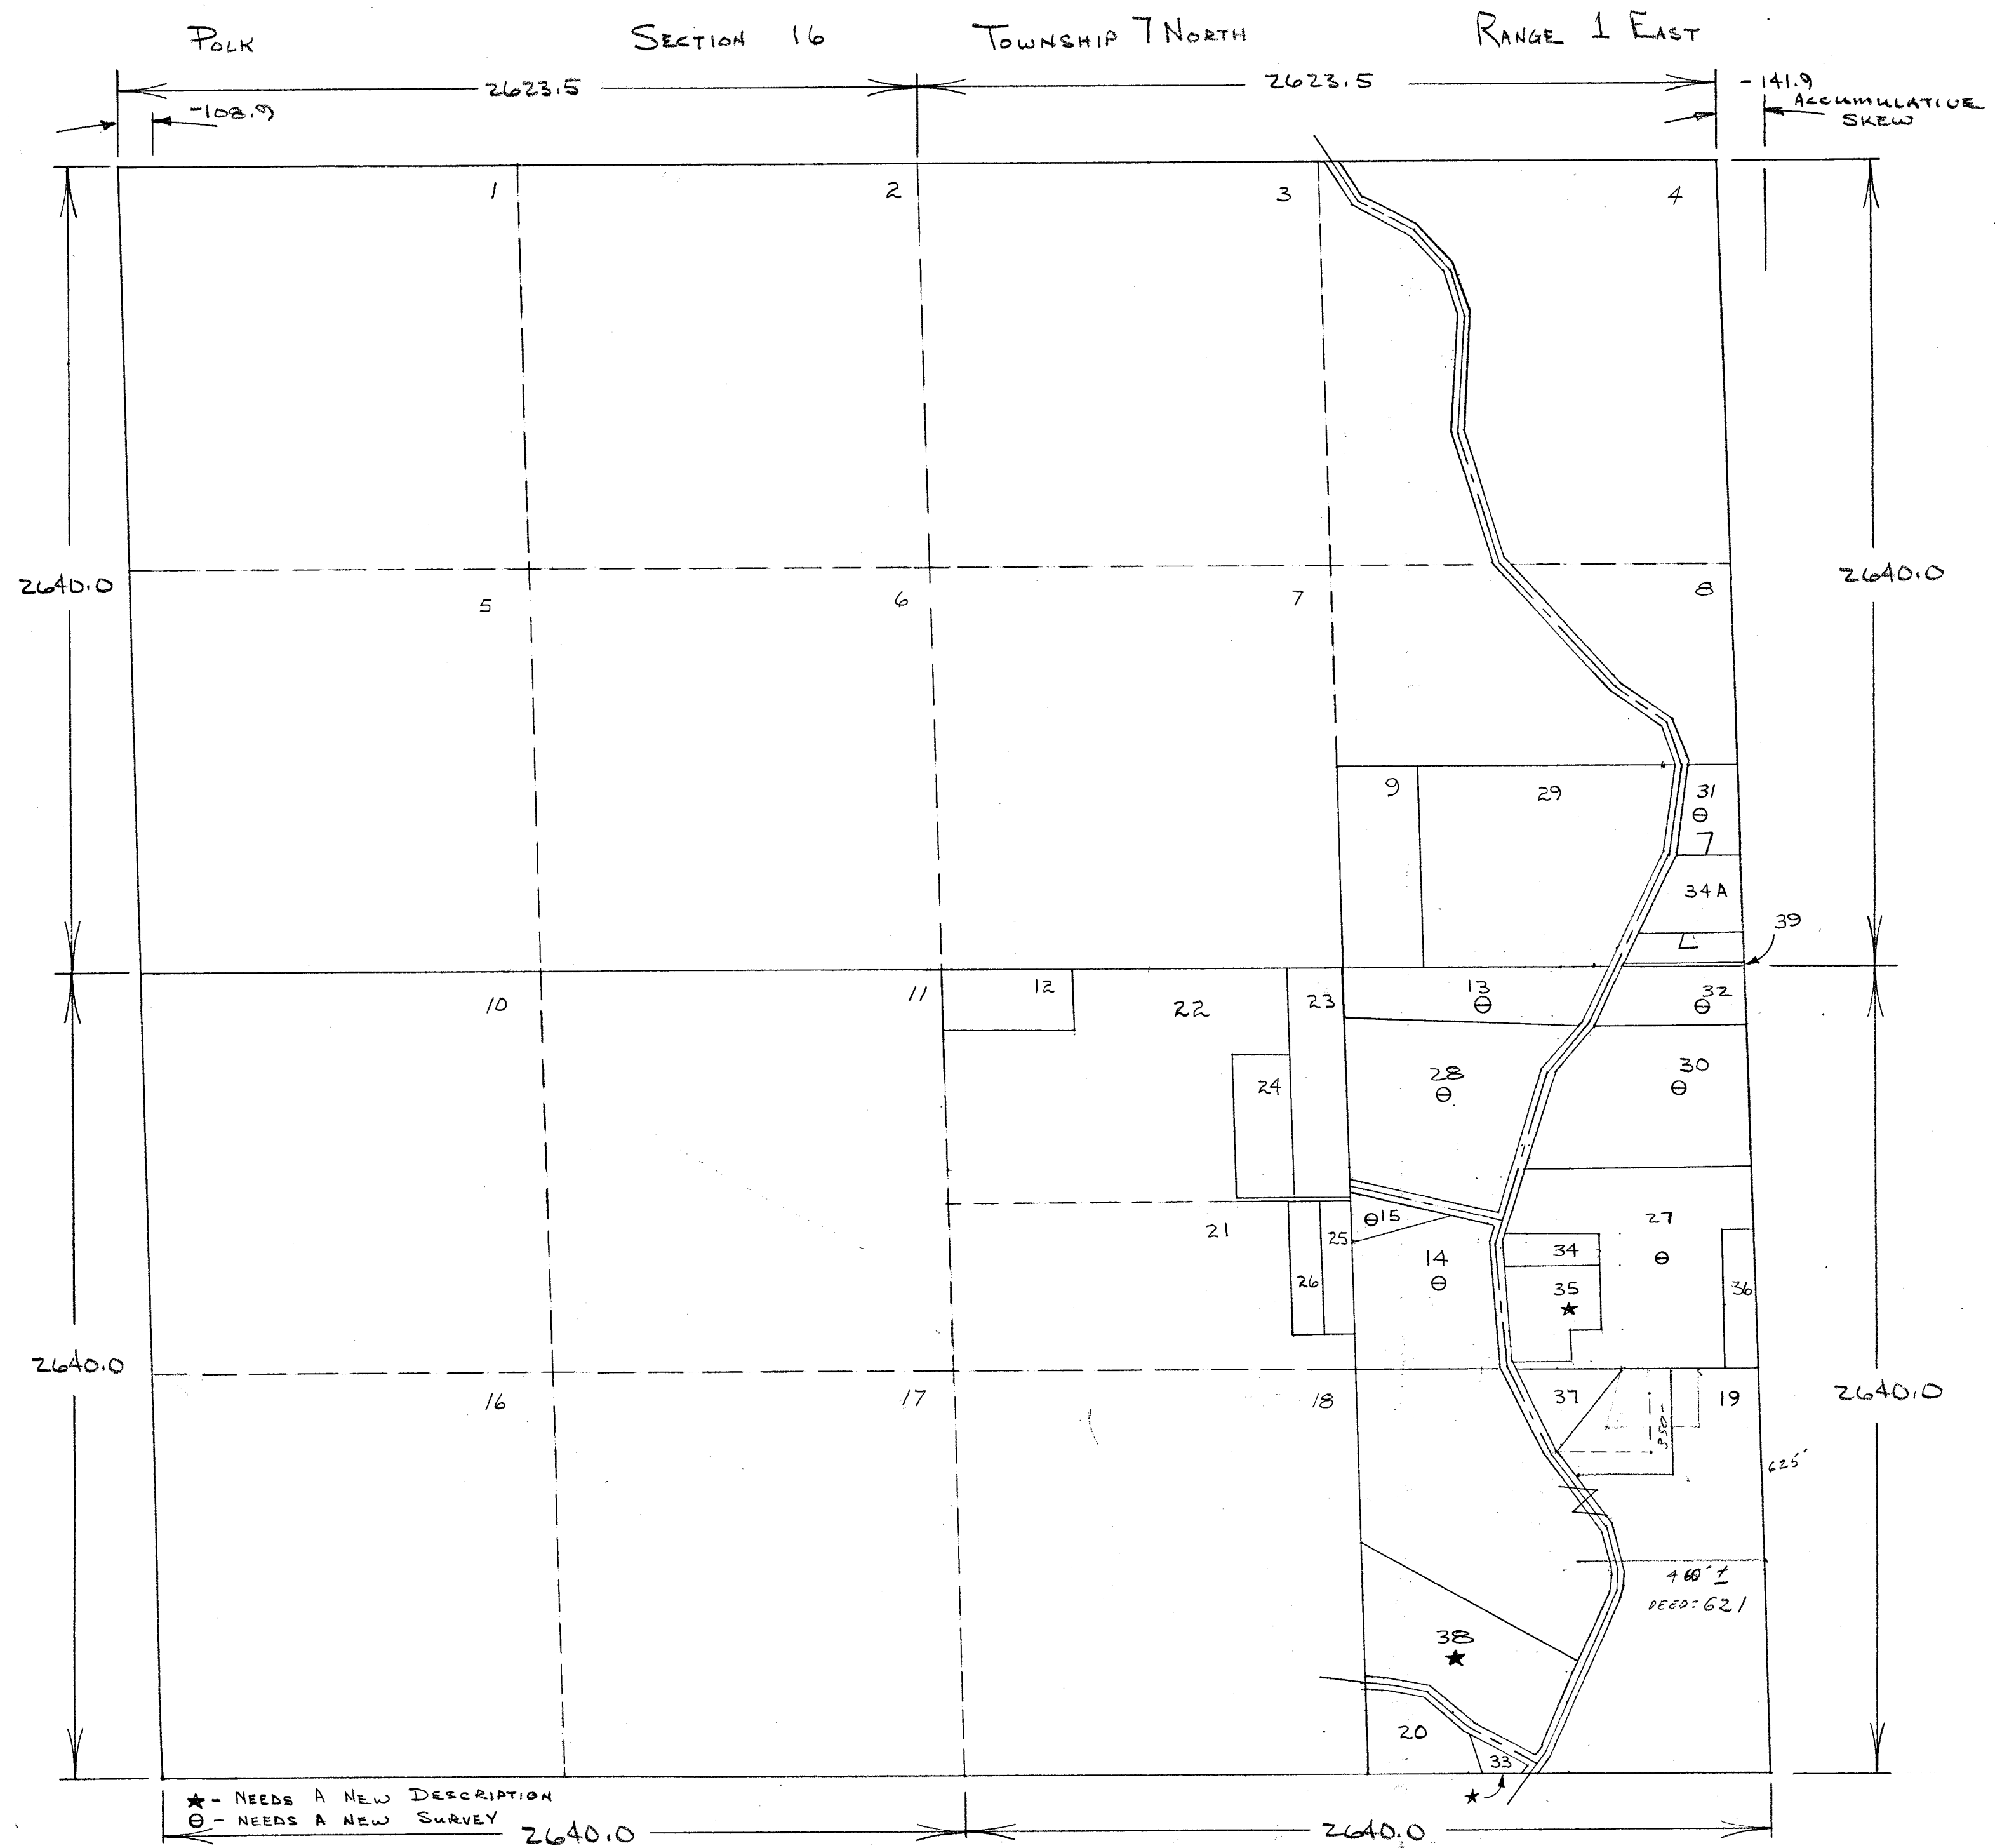 POLK SECTION 16 TOWNSHIP 7 NORTH RANGE 1 EAST
2623.5 2623.5 -141.9
-108.9 ACCUMULATIVE
SKEW
1 2 3 4
2640.0 2640.0
5 6 7 8
9 29 31
7
34A
39
10 11 12 22 23 13 32
24 28 30
21 25 15 27
26 14 34
35 36
2640.0 2640.0
16 17 18 37 350- 19
625'
460' ±
DEED=621
38
20
33
★ - NEEDS A NEW DESCRIPTION
⊖ - NEEDS A NEW SURVEY
2640.0 2640.0